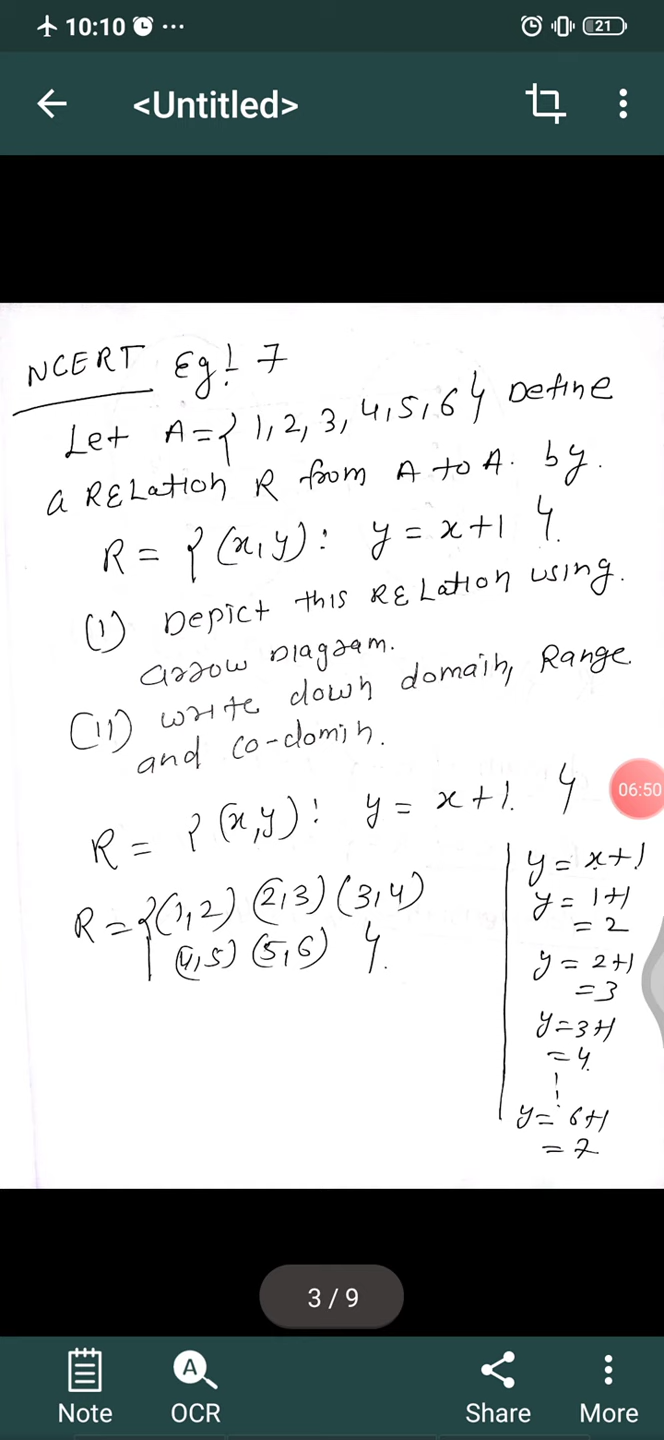 10:10
21
<Untitled>
NCERT Eg! 7
Let A={ 1,2,3,4,5,6} Define
a RELation R from A to A. by.
R = {(x,y): y = x+1 }.
(i) Depict this RELation using.
arrow Diagram.
(ii) write down domain, Range
and co-domin.
R = {(x,y): y = x+1. }
06:50
R={(1,2) (2,3) (3,4)
(4,5) (5,6) }.
y = x+1
y = 1+1
= 2
y = 2+1
= 3
y=3+1
= 4.
y= 6+1
= 7
3 / 9
Note
A
OCR
Share
More